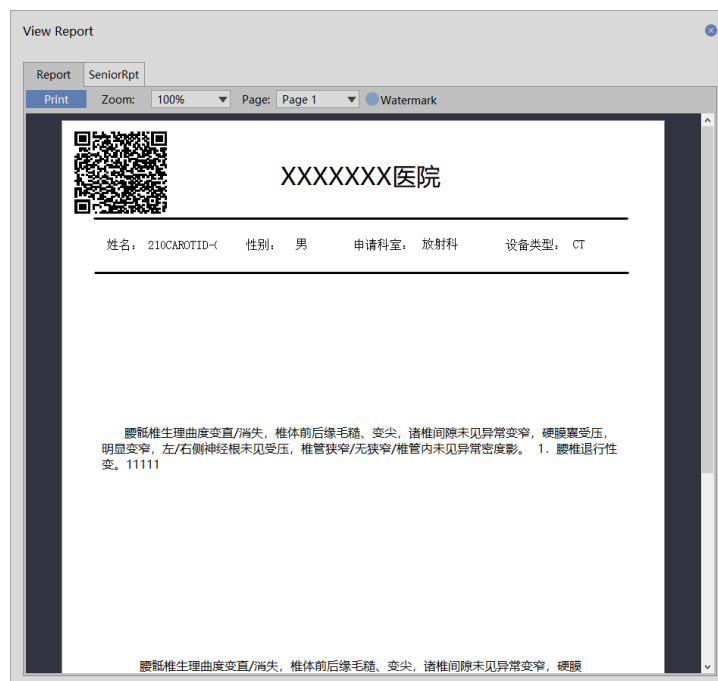 View Report
Report SeniorRpt
Print Zoom: 100% Page: Page 1 Watermark
XXXXXXX医院
姓名: 210CAROTID-( 性别: 男 申请科室: 放射科 设备类型: CT
腰骶椎生理曲度变直/消失，椎体前后缘毛糙、变尖，诸椎间隙未见异常变窄，硬膜囊受压，
明显变窄，左/右侧神经根未见受压，椎管狭窄/无狭窄/椎管内未见异常密度影。 1. 腰椎退行性
变。11111
腰骶椎生理曲度变直/消失，椎体前后缘毛糙、变尖，诸椎间隙未见异常变窄，硬膜